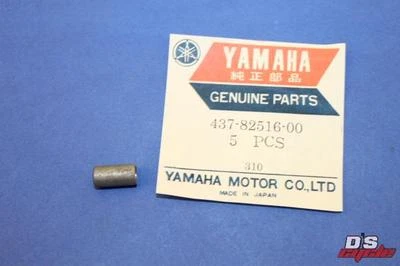 YAMAHA
純正部品
GENUINE PARTS
437-82516-00
5 PCS
310
YAMAHA MOTOR CO.,LTD
MADE IN JAPAN
D's
cycle